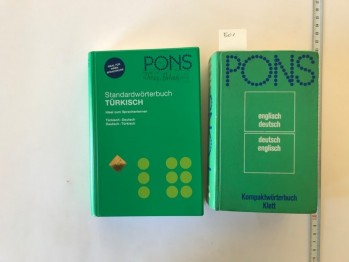 PONS
Standardwörterbuch
TÜRKISCH
Türkisch-Deutsch
Deutsch-Türkisch
PONS
englisch
deutsch
deutsch
englisch
Kompaktwörterbuch
Klett